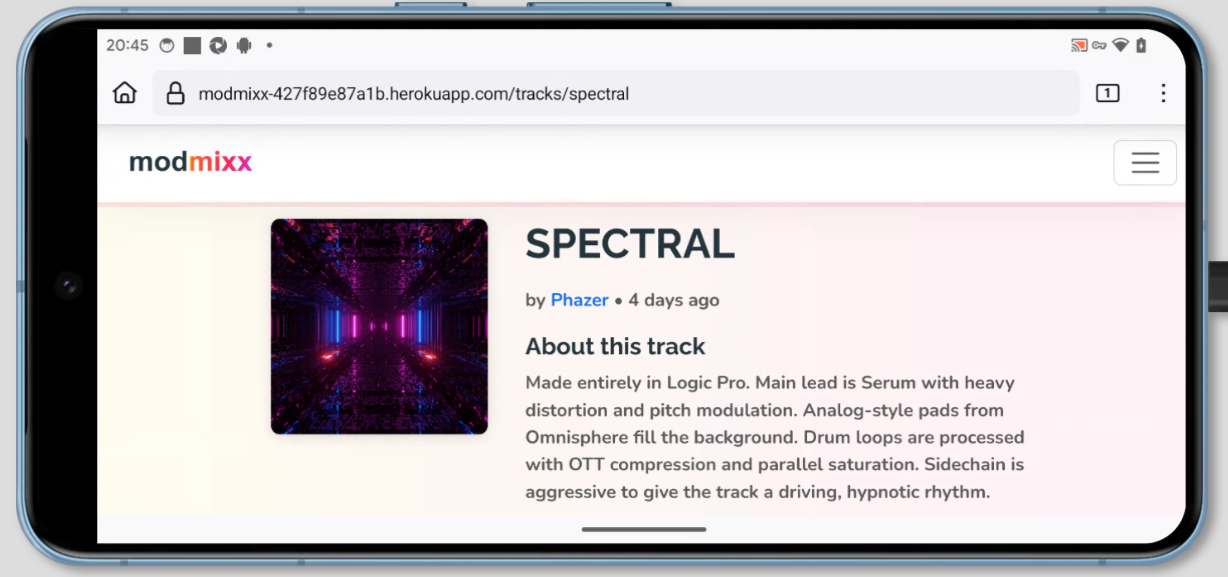 20:45
modmixx-427f89e87a1b.herokuapp.com/tracks/spectral
1
modmixx
SPECTRAL
by Phazer • 4 days ago
About this track
Made entirely in Logic Pro. Main lead is Serum with heavy
distortion and pitch modulation. Analog-style pads from
Omnisphere fill the background. Drum loops are processed
with OTT compression and parallel saturation. Sidechain is
aggressive to give the track a driving, hypnotic rhythm.